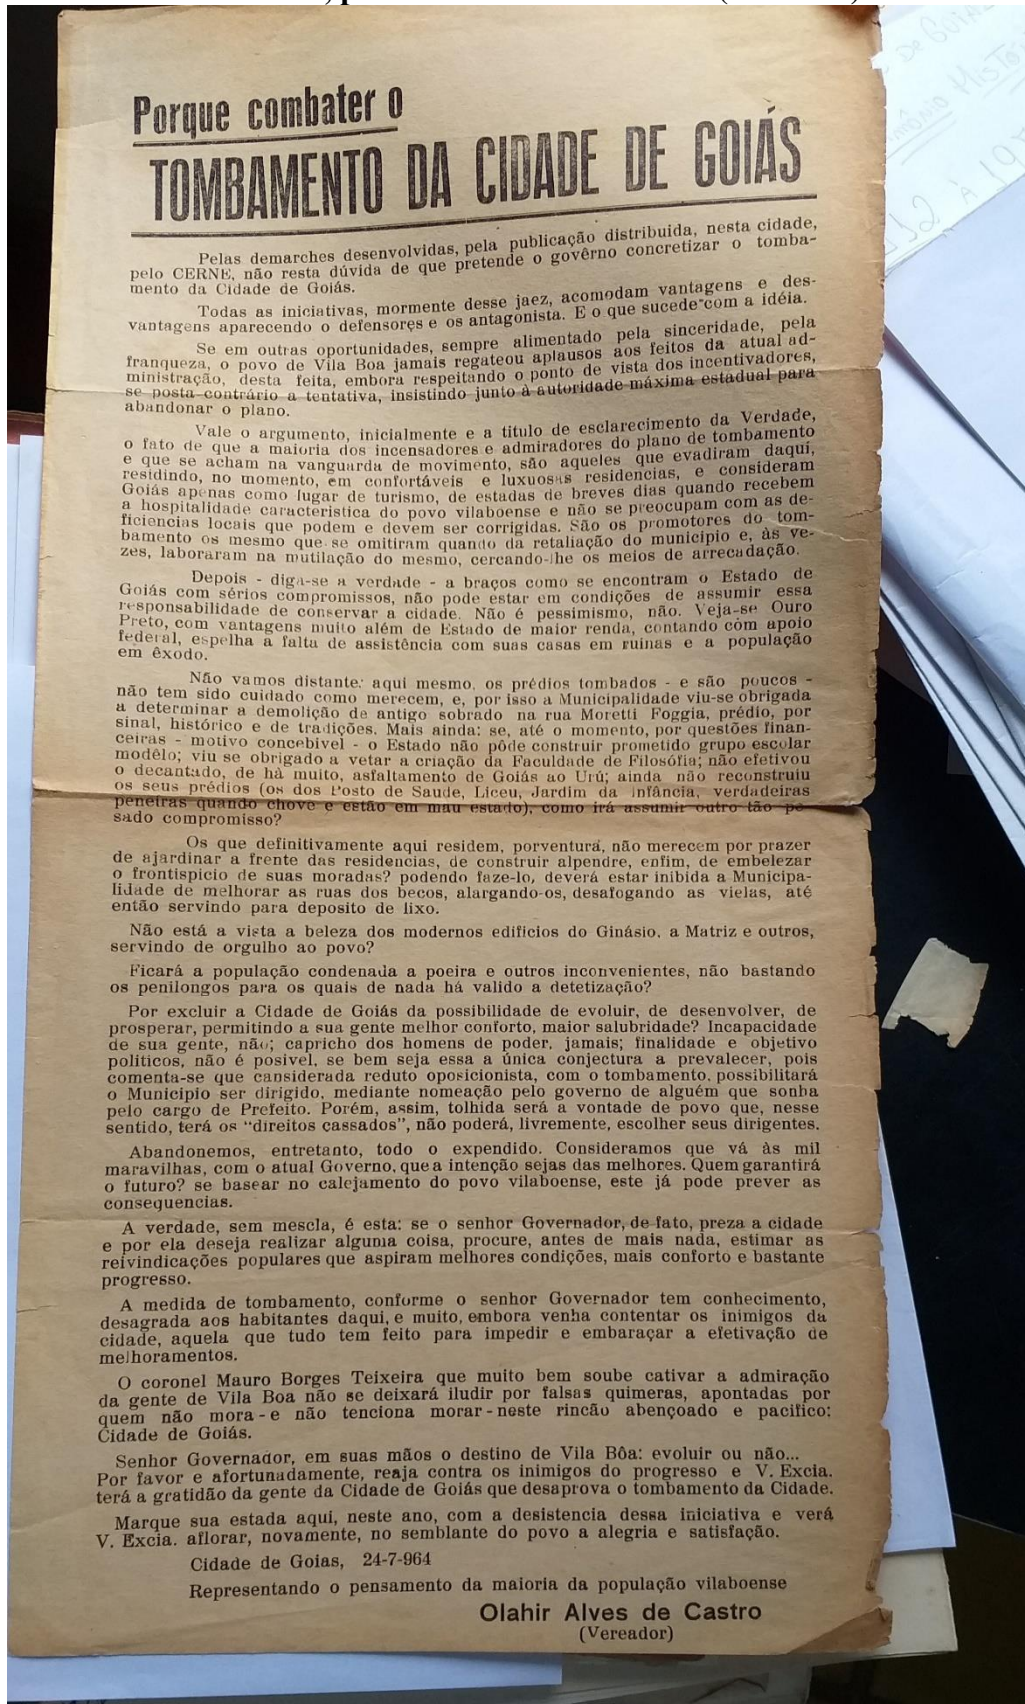 Porque combater o
TOMBAMENTO DA CIDADE DE GOIÁS
Pelas demarches desenvolvidas, pela publicação distribuida, nesta cidade,
pelo CERNE, não resta dúvida de que pretende o govêrno concretizar o tomba-
mento da Cidade de Goiás.
Todas as iniciativas, mormente desse jaez, acomodam vantagens e des-
vantagens aparecendo o defensores e os antagonista. E o que sucede com a idéia.
Se em outras oportunidades, sempre alimentado pela sinceridade, pela
franqueza, o povo de Vila Boa jamais regateou aplausos aos feitos da atual ad-
ministração, desta feita, embora respeitando o ponto de vista dos incentivadores,
se posta contrário a tentativa, insistindo junto à autoridade máxima estadual para
abandonar o plano.
Vale o argumento, inicialmente e a titulo de esclarecimento da Verdade,
o fato de que a maioria dos incensadores e admiradores do plano de tombamento
e que se acham na vanguarda de movimento, são aqueles que evadiram daqui,
residindo, no momento, em confortáveis e luxuosas residencias, e consideram
Goiás apenas como lugar de turismo, de estadas de breves dias quando recebem
a hospitalidade caracteristica do povo vilaboense e não se preocupam com as de-
ficiencias locais que podem e devem ser corrigidas. São os promotores do tom-
bamento os mesmo que se omitiram quando da retaliação do municipio e, às ve-
zes, laboraram na mutilação do mesmo, cercando-lhe os meios de arrecadação.
Depois - diga-se a verdade - a braços como se encontram o Estado de
Goiás com sérios compromissos, não pode estar em condições de assumir essa
responsabilidade de conservar a cidade. Não é pessimismo, não. Veja-se Ouro
Preto, com vantagens muito além de Estado de maior renda, contando com apoio
federal, espelha a falta de assistência com suas casas em ruinas e a população
em êxodo.
Não vamos distante: aqui mesmo, os prédios tombados - e são poucos -
não tem sido cuidado como merecem, e, por isso a Municipalidade viu-se obrigada
a determinar a demolição de antigo sobrado na rua Moretti Foggia, prédio, por
sinal, histórico e de tradições. Mais ainda: se, até o momento, por questões finan-
ceiras - motivo concebivel - o Estado não pôde construir prometido grupo escolar
modêlo; viu se obrigado a vetar a criação da Faculdade de Filosófia; não efetivou
o decantado, de há muito, asfaltamento de Goiás ao Urú; ainda não reconstruiu
os seus prédios (os dos Posto de Saude, Liceu, Jardim da Infância, verdadeiras
peneiras quando chove e estão em mau estado), como irá assumir outro tão pe-
sado compromisso?
Os que definitivamente aqui residem, porventura, não merecem por prazer
de ajardinar a frente das residencias, de construir alpendre, enfim, de embelezar
o frontispicio de suas moradas? podendo faze-lo, deverá estar inibida a Municipa-
lidade de melhorar as ruas dos becos, alargando-os, desafogando as vielas, até
então servindo para deposito de lixo.
Não está a vista a beleza dos modernos edificios do Ginásio. a Matriz e outros,
servindo de orgulho ao povo?
Ficará a população condenada a poeira e outros inconvenientes, não bastando
os penilongos para os quais de nada há valido a detetização?
Por excluir a Cidade de Goiás da possibilidade de evoluir, de desenvolver, de
prosperar, permitindo a sua gente melhor conforto, maior salubridade? Incapacidade
de sua gente, não; capricho dos homens de poder, jamais; finalidade e objetivo
politicos, não é posivel, se bem seja essa a única conjectura a prevalecer, pois
comenta-se que cansiderada reduto oposicionista, com o tombamento, possibilitará
o Municipio ser dirigido, mediante nomeação pelo governo de alguém que sonba
pelo cargo de Prefeito. Porém, assim, tolhida será a vontade de povo que, nesse
sentido, terá os "direitos cassados", não poderá, livremente, escolher seus dirigentes.
Abandonemos, entretanto, todo o expendido. Consideramos que vá às mil
maravilhas, com o atual Governo, que a intenção sejas das melhores. Quem garantirá
o futuro? se basear no calejamento do povo vilaboense, este já pode prever as
consequencias.
A verdade, sem mescla, é esta: se o senhor Governador, de fato, preza a cidade
e por ela deseja realizar alguma coisa, procure, antes de mais nada, estimar as
reivindicações populares que aspiram melhores condições, mais conforto e bastante
progresso.
A medida de tombamento, conforme o senhor Governador tem conhecimento,
desagrada aos habitantes daqui, e muito, embora venha contentar os inimigos da
cidade, aquela que tudo tem feito para impedir e embaraçar a efetivação de
melhoramentos.
O coronel Mauro Borges Teixeira que muito bem soube cativar a admiração
da gente de Vila Boa não se deixará iludir por falsas quimeras, apontadas por
quem não mora - e não tenciona morar - neste rincão abençoado e pacifico:
Cidade de Goiás.
Senhor Governador, em suas mãos o destino de Vila Bôa: evoluir ou não...
Por favor e afortunadamente, reaja contra os inimigos do progresso e V. Excia.
terá a gratidão da gente da Cidade de Goiás que desaprova o tombamento da Cidade.
Marque sua estada aqui, neste ano, com a desistencia dessa iniciativa e verá
V. Excia. aflorar, novamente, no semblante do povo a alegria e satisfação.
Cidade de Goias, 24-7-964
Representando o pensamento da maioria da população vilaboense
Olahir Alves de Castro
(Vereador)